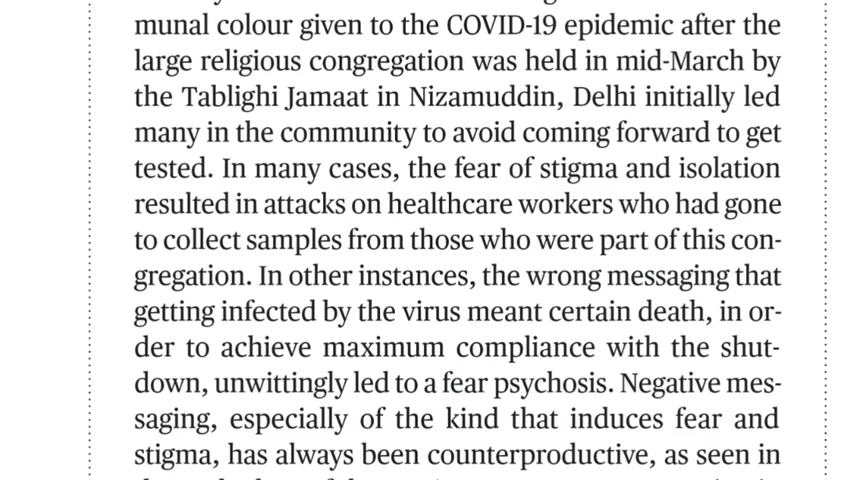 munal colour given to the COVID-19 epidemic after the
large religious congregation was held in mid-March by
the Tablighi Jamaat in Nizamuddin, Delhi initially led
many in the community to avoid coming forward to get
tested. In many cases, the fear of stigma and isolation
resulted in attacks on healthcare workers who had gone
to collect samples from those who were part of this con-
gregation. In other instances, the wrong messaging that
getting infected by the virus meant certain death, in or-
der to achieve maximum compliance with the shut-
down, unwittingly led to a fear psychosis. Negative mes-
saging, especially of the kind that induces fear and
stigma, has always been counterproductive, as seen in